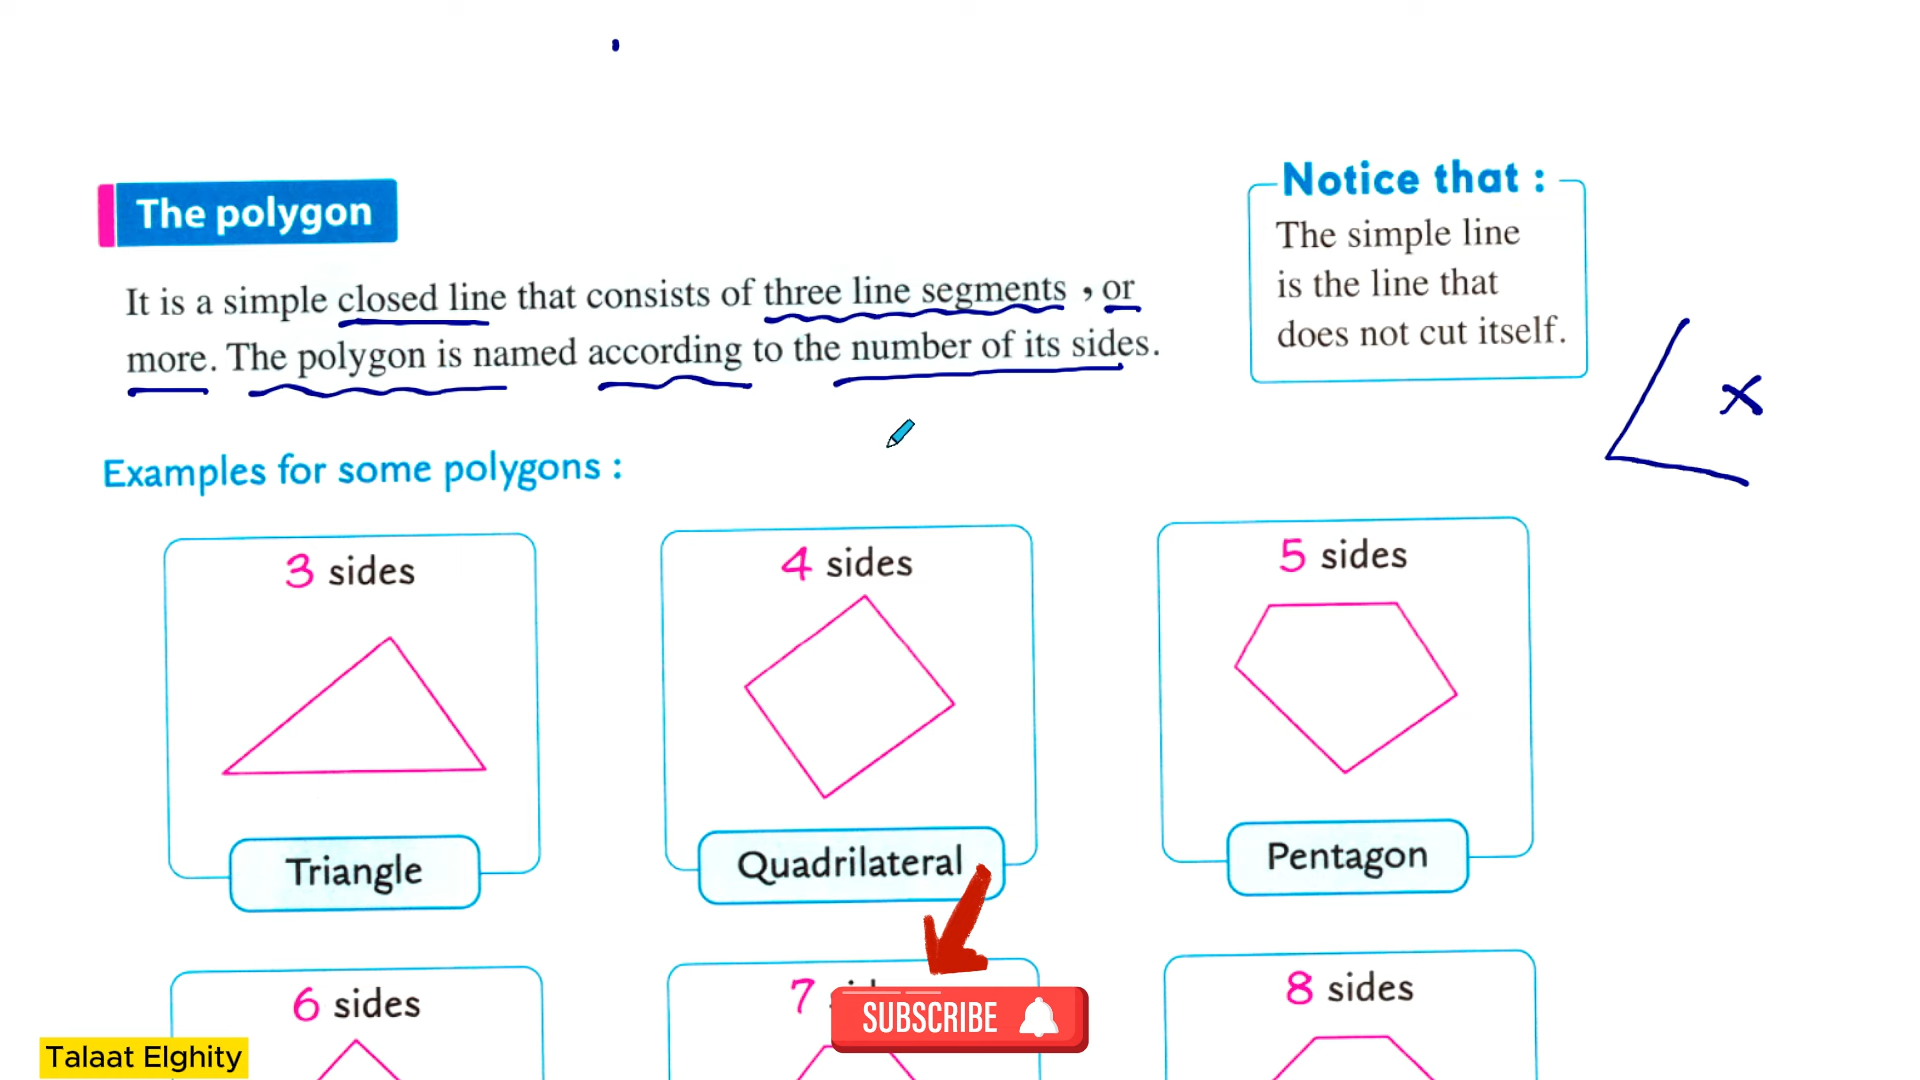 The polygon
It is a simple closed line that consists of three line segments , or
more. The polygon is named according to the number of its sides.
Notice that :
The simple line
is the line that
does not cut itself.
x
Examples for some polygons :
3 sides
4 sides
5 sides
Triangle
Quadrilateral
Pentagon
6 sides
7
8 sides
SUBSCRIBE
Talaat Elghity